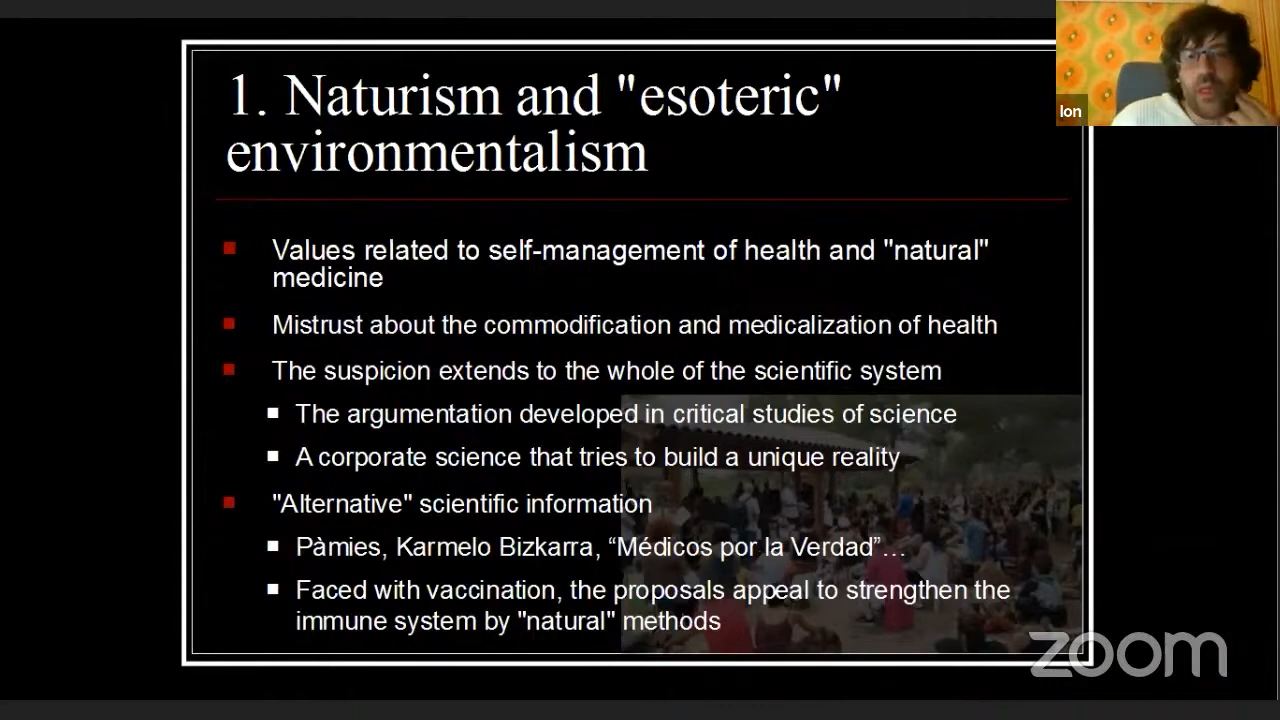 1. Naturism and "esoteric"
environmentalism
Ion
Values related to self-management of health and "natural"
medicine
Mistrust about the commodification and medicalization of health
The suspicion extends to the whole of the scientific system
The argumentation developed in critical studies of science
A corporate science that tries to build a unique reality
"Alternative" scientific information
Pàmies, Karmelo Bizkarra, “Médicos por la Verdad”…
Faced with vaccination, the proposals appeal to strengthen the
immune system by "natural" methods
zoom